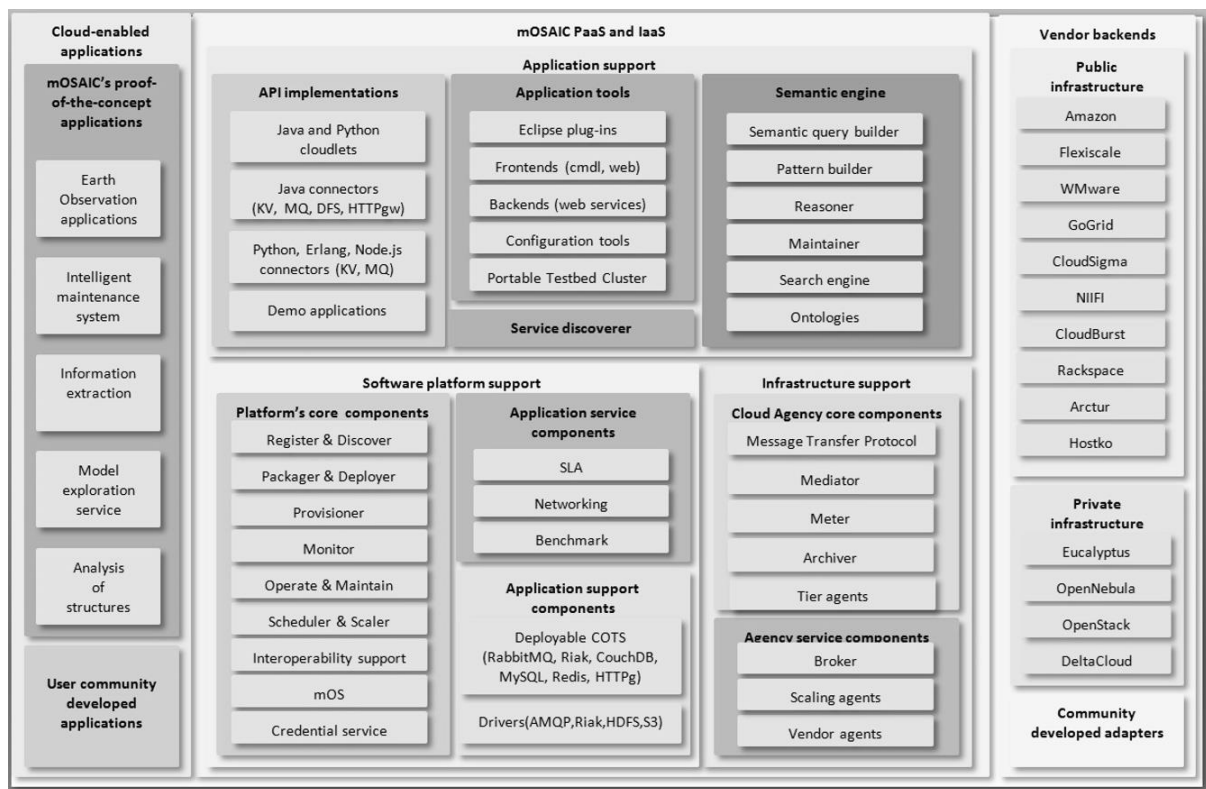 Cloud-enabled
applications
mOSAIC's proof-
of-the-concept
applications
Earth
Observation
applications
Intelligent
maintenance
system
Information
extraction
Model
exploration
service
Analysis
of
structures
User community
developed
applications
mOSAIC PaaS and IaaS
Application support
API implementations
Java and Python
cloudlets
Java connectors
(KV, MQ, DFS, HTTPgw)
Python, Erlang, Node.js
connectors (KV, MQ)
Demo applications
Application tools
Eclipse plug-ins
Frontends (cmdl, web)
Backends (web services)
Configuration tools
Portable Testbed Cluster
Service discoverer
Semantic engine
Semantic query builder
Pattern builder
Reasoner
Maintainer
Search engine
Ontologies
Software platform support
Platform's core components
Register & Discover
Packager & Deployer
Provisioner
Monitor
Operate & Maintain
Scheduler & Scaler
Interoperability support
mOS
Credential service
Application service
components
SLA
Networking
Benchmark
Application support
components
Deployable COTS
(RabbitMQ, Riak, CouchDB,
MySQL, Redis, HTTPg)
Drivers(AMQP,Riak,HDFS,S3)
Infrastructure support
Cloud Agency core components
Message Transfer Protocol
Mediator
Meter
Archiver
Tier agents
Agency service components
Broker
Scaling agents
Vendor agents
Vendor backends
Public
infrastructure
Amazon
Flexiscale
WMware
GoGrid
CloudSigma
NIIFI
CloudBurst
Rackspace
Arctur
Hostko
Private
infrastructure
Eucalyptus
OpenNebula
OpenStack
DeltaCloud
Community
developed adapters